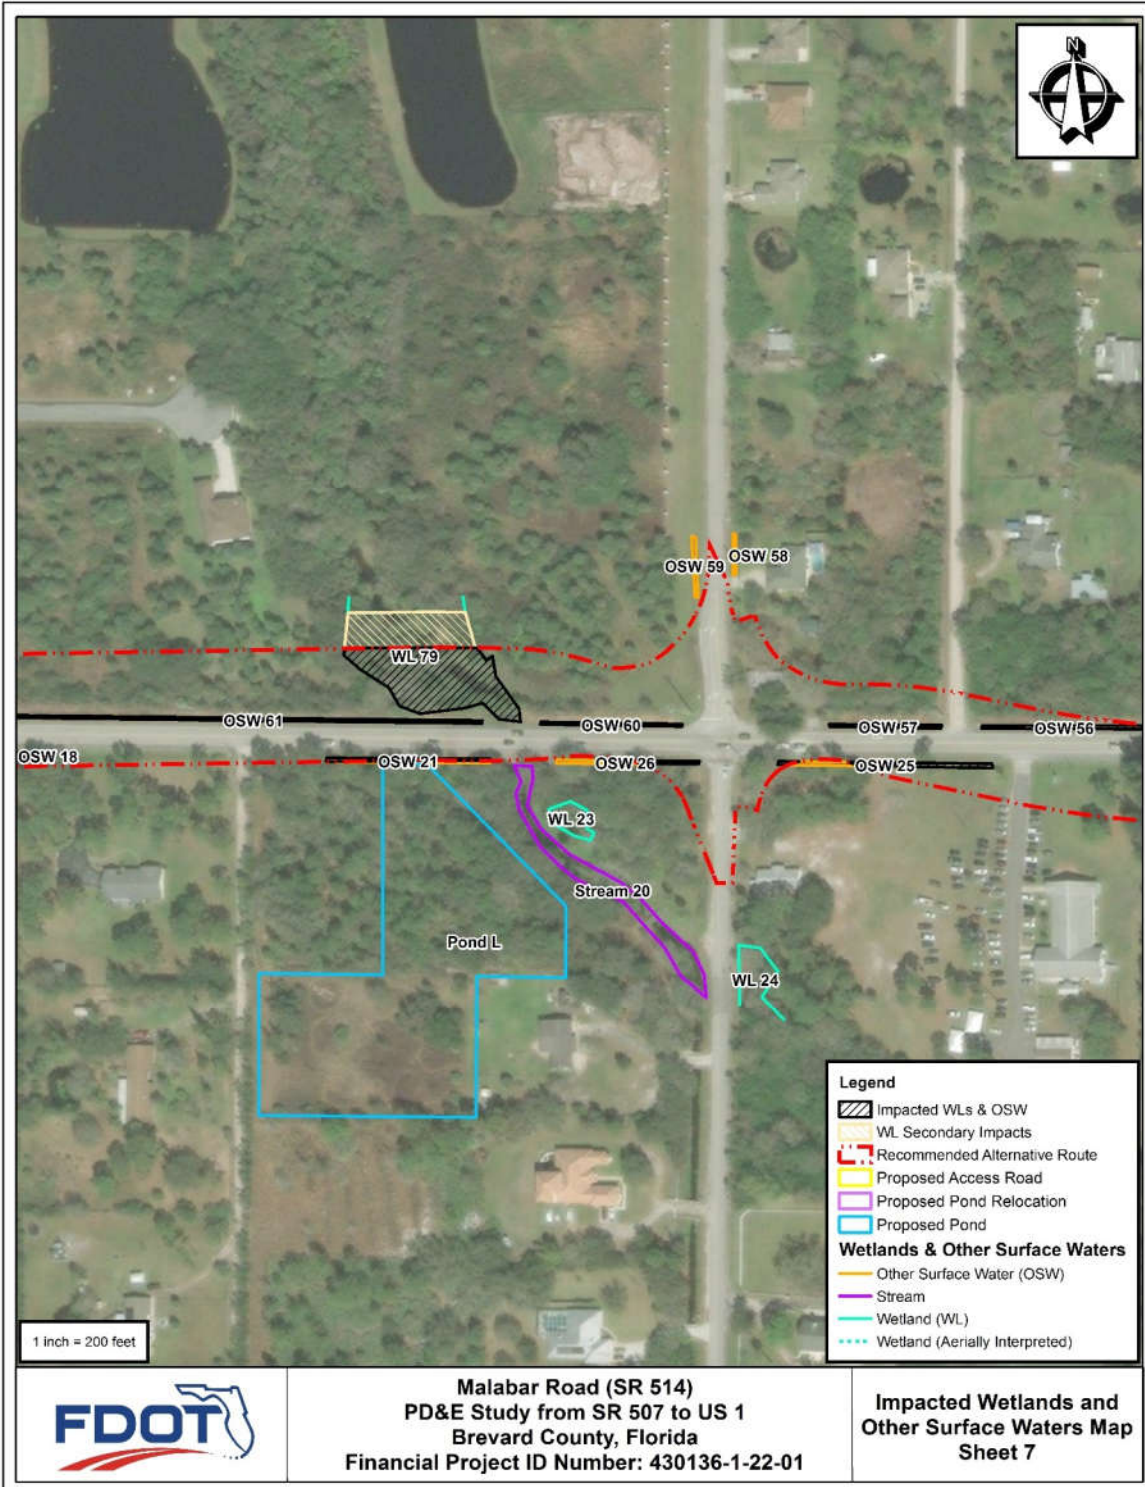 N
OSW 59
OSW 58
WL 79
OSW 61
OSW 60
OSW 57
OSW 56
OSW 18
OSW 21
OSW 26
OSW 25
WL 23
Stream 20
Pond L
WL 24
Legend
Impacted WLs & OSW
WL Secondary Impacts
Recommended Alternative Route
Proposed Access Road
Proposed Pond Relocation
Proposed Pond
Wetlands & Other Surface Waters
Other Surface Water (OSW)
Stream
Wetland (WL)
Wetland (Aerially Interpreted)
1 inch = 200 feet
FDOT
Malabar Road (SR 514)
PD&E Study from SR 507 to US 1
Brevard County, Florida
Financial Project ID Number: 430136-1-22-01
Impacted Wetlands and
Other Surface Waters Map
Sheet 7